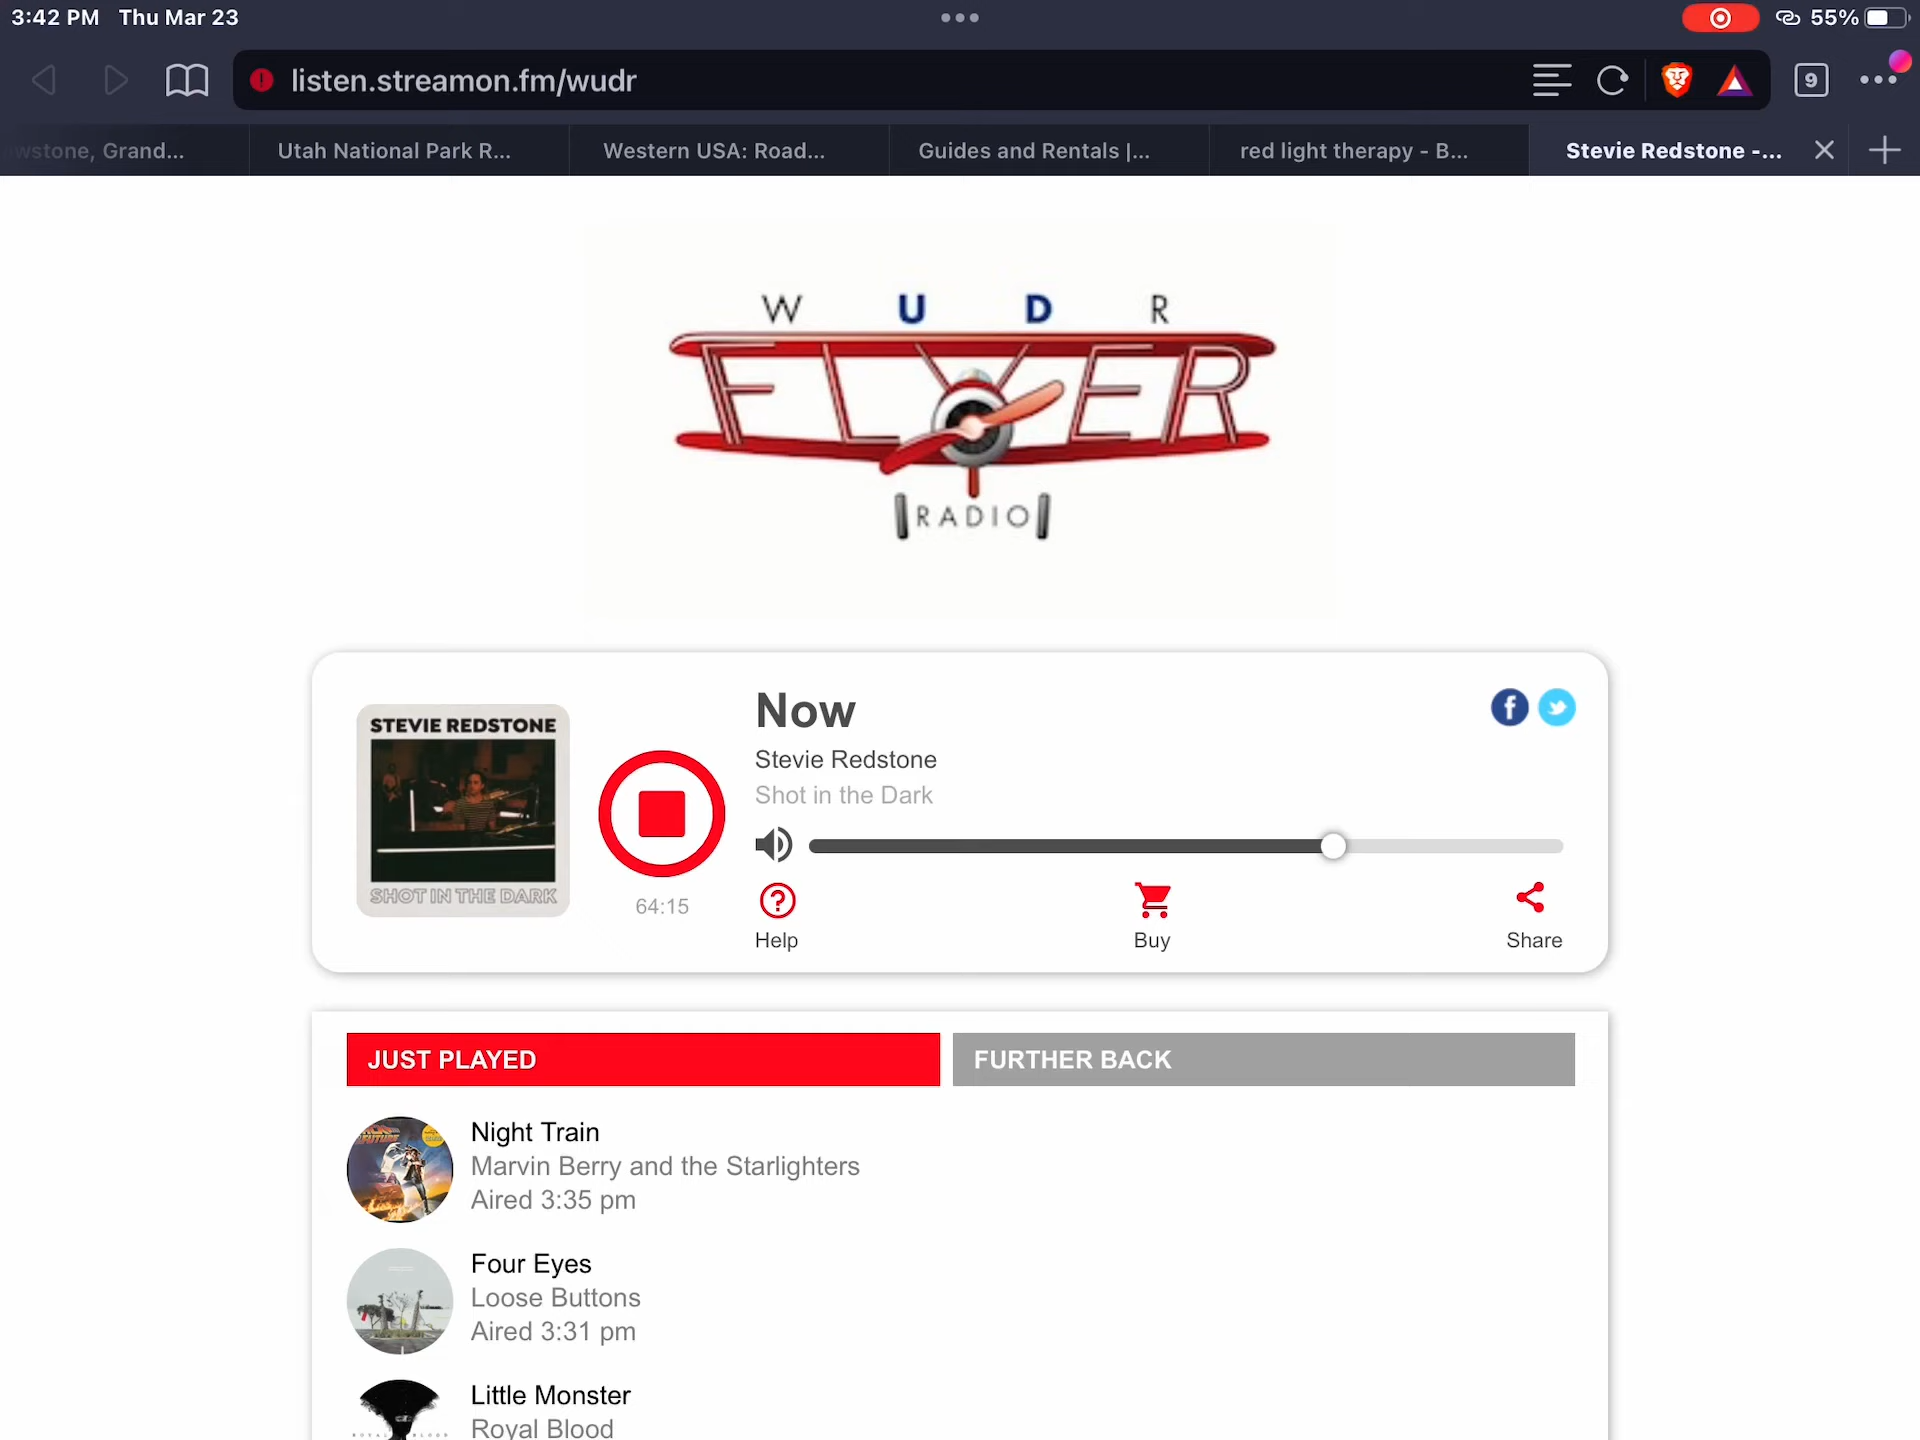 3:42 PM Thu Mar 23
55%
listen.streamon.fm/wudr
9
wstone, Grand...
Utah National Park R...
Western USA: Road...
Guides and Rentals |...
red light therapy - B...
Stevie Redstone -...
W U D R
FLYER
RADIO
STEVIE REDSTONE
SHOT IN THE DARK
64:15
Now
Stevie Redstone
Shot in the Dark
Help
Buy
Share
JUST PLAYED
FURTHER BACK
Night Train
Marvin Berry and the Starlighters
Aired 3:35 pm
Four Eyes
Loose Buttons
Aired 3:31 pm
Little Monster
Royal Blood